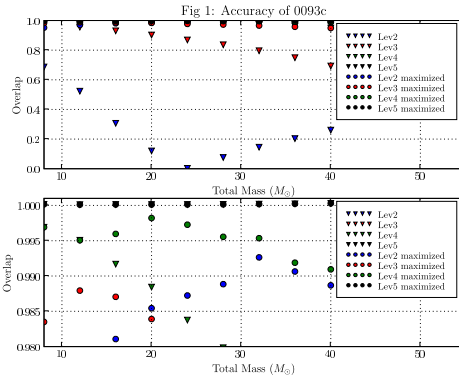 Fig 1: Accuracy of 0093c
1.0
0.8
0.6
0.4
0.2
0.0
Overlap
Lev2
Lev3
Lev4
Lev5
Lev2 maximized
Lev3 maximized
Lev4 maximized
Lev5 maximized
10 20 30 40 50
Total Mass (M⊙)
1.000
0.995
0.990
0.985
0.980
Overlap
Lev2
Lev3
Lev4
Lev5
Lev2 maximized
Lev3 maximized
Lev4 maximized
Lev5 maximized
10 20 30 40 50
Total Mass (M⊙)